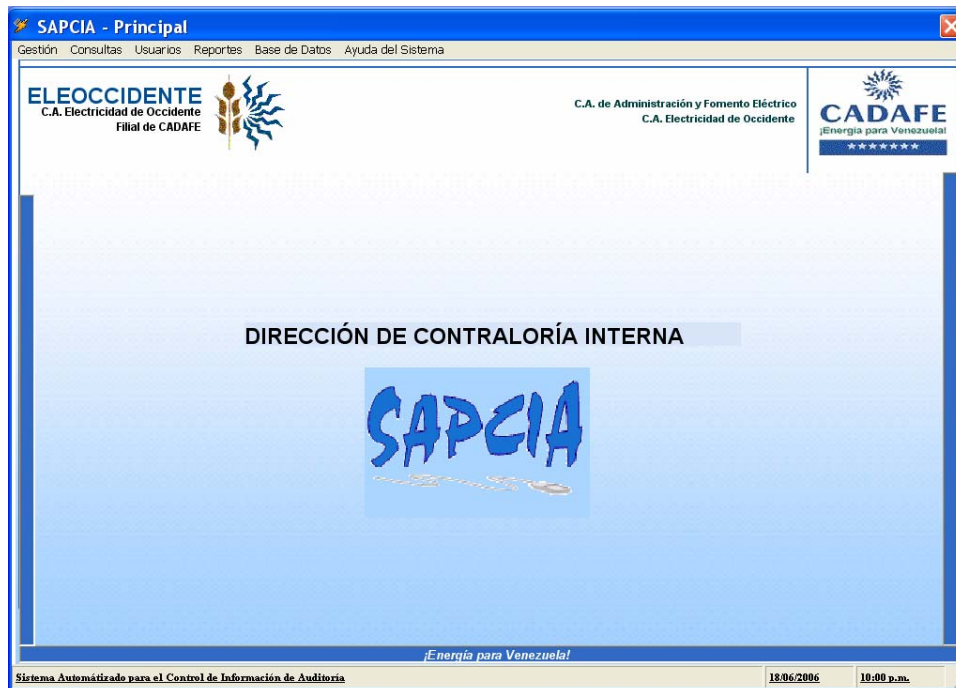 SAPCIA - Principal
Gestión Consultas Usuarios Reportes Base de Datos Ayuda del Sistema
ELEOCCIDENTE
C.A. Electricidad de Occidente
Filial de CADAFE
C.A. de Administración y Fomento Eléctrico
C.A. Electricidad de Occidente
CADAFE
¡Energía para Venezuela!
DIRECCIÓN DE CONTRALORÍA INTERNA
SAPCIA
¡Energía para Venezuela!
Sistema Automátizado para el Control de Información de Auditoría 18/06/2006 10:00 p.m.